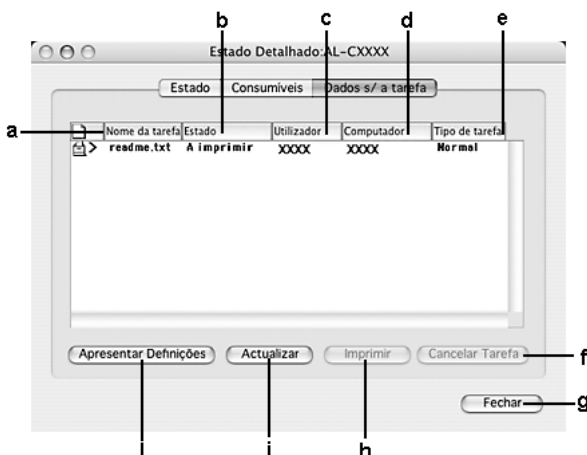 b c d e
Estado Detalhado:AL-CXXXX
Estado Consumíveis Dados s/ a tarefa
a Nome da tarefa Estado Utilizador Computador Tipo de tarefa
readme.txt A imprimir XXXX XXXX Normal
Apresentar Definições Actualizar Imprimir Cancelar Tarefa f
Fechar g
j i h